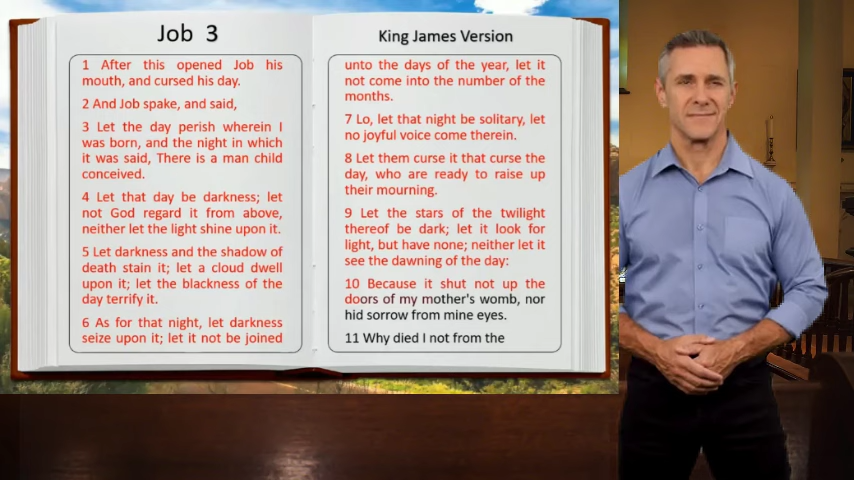 Job 3
1 After this opened Job his
mouth, and cursed his day.
2 And Job spake, and said,
3 Let the day perish wherein I
was born, and the night in which
it was said, There is a man child
conceived.
4 Let that day be darkness; let
not God regard it from above,
neither let the light shine upon it.
5 Let darkness and the shadow of
death stain it; let a cloud dwell
upon it; let the blackness of the
day terrify it.
6 As for that night, let darkness
seize upon it; let it not be joined
King James Version
unto the days of the year, let it
not come into the number of the
months.
7 Lo, let that night be solitary, let
no joyful voice come therein.
8 Let them curse it that curse the
day, who are ready to raise up
their mourning.
9 Let the stars of the twilight
thereof be dark; let it look for
light, but have none; neither let it
see the dawning of the day:
10 Because it shut not up the
doors of my mother's womb, nor
hid sorrow from mine eyes.
11 Why died I not from the